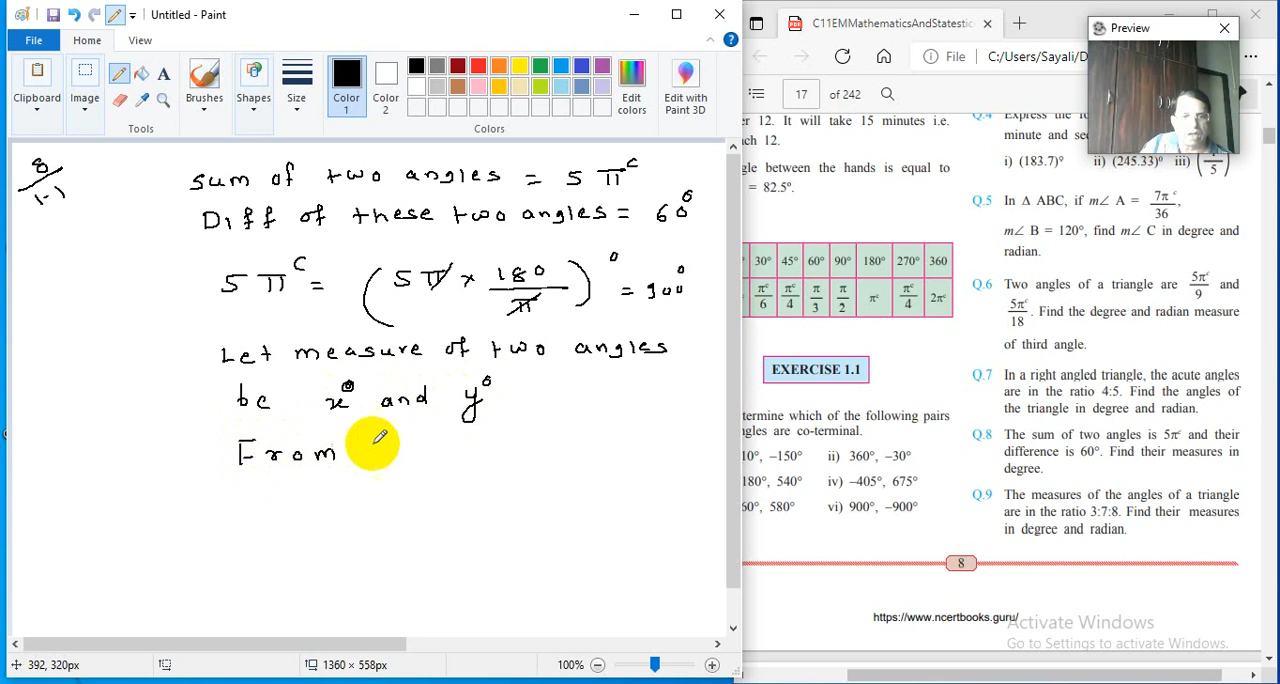 Untitled - Paint
File
Home
View
Clipboard
Image
Tools
Brushes
Shapes
Size
Color 1
Color 2
Colors
Edit colors
Edit with Paint 3D
8/1.1
Sum of two angles = 5 π^c
Diff of these two angles = 60°
5 π^c = (5 π × 180/π)° = 900°
Let measure of two angles
be x° and y°
From
392, 320px
1360 × 558px
100%
C11EMMathematicsAndStatesti
File
C:/Users/Sayali/D
Preview
17
of 242
er 12. It will take 15 minutes i.e.
ach 12.
gle between the hands is equal to
= 82.5°.
30° 45° 60° 90° 180° 270° 360
π^c/6 π^c/4 π/3 π/2 π^c π^c/4 2π^c
EXERCISE 1.1
termine which of the following pairs
ngles are co-terminal.
10°, –150° ii) 360°, –30°
180°, 540° iv) –405°, 675°
60°, 580° vi) 900°, –900°
Q.4 Express the fo
minute and sec
i) (183.7)° ii) (245.33)° iii) (/5)
Q.5 In Δ ABC, if m∠ A = 7π^c/36,
m∠ B = 120°, find m∠ C in degree and
radian.
Q.6 Two angles of a triangle are 5π^c/9 and
5π^c/18. Find the degree and radian measure
of third angle.
Q.7 In a right angled triangle, the acute angles
are in the ratio 4:5. Find the angles of
the triangle in degree and radian.
Q.8 The sum of two angles is 5π^c and their
difference is 60°. Find their measures in
degree.
Q.9 The measures of the angles of a triangle
are in the ratio 3:7:8. Find their measures
in degree and radian.
8
https://www.ncertbooks.guru/
Activate Windows
Go to Settings to activate Windows.